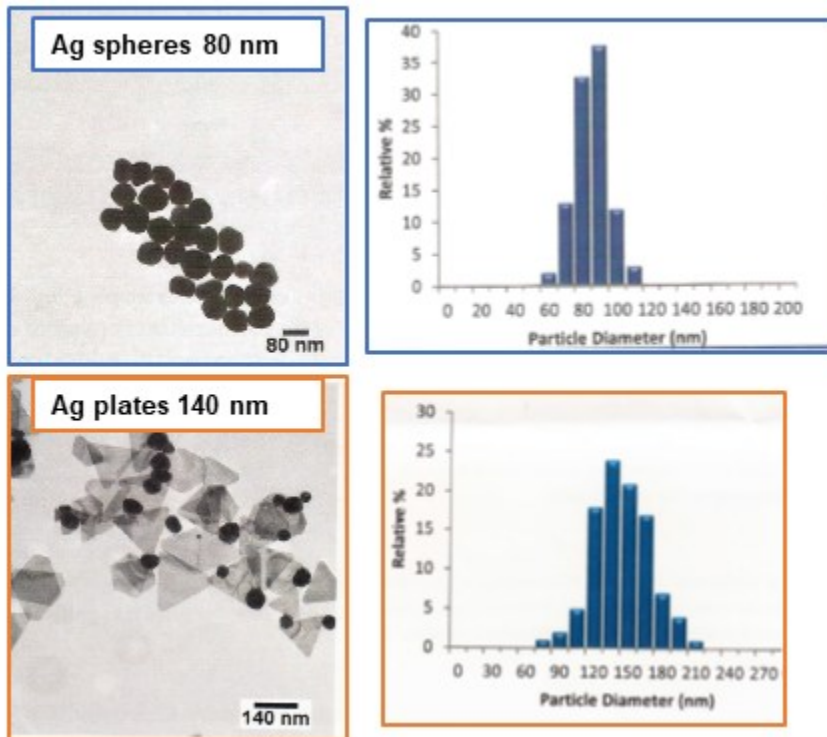 Ag spheres 80 nm
80 nm
40
35
30
25
20
15
10
5
0
Relative %
0 20 40 60 80 100 120 140 160 180 200
Particle Diameter (nm)
Ag plates 140 nm
140 nm
30
25
20
15
10
5
0
Relative %
0 30 60 90 120 150 180 210 240 270
Particle Diameter (nm)